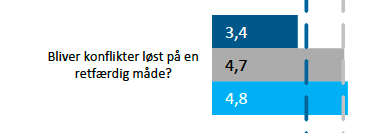 3,4
Bliver konflikter løst på en
retfærdig måde?
4,7
4,8